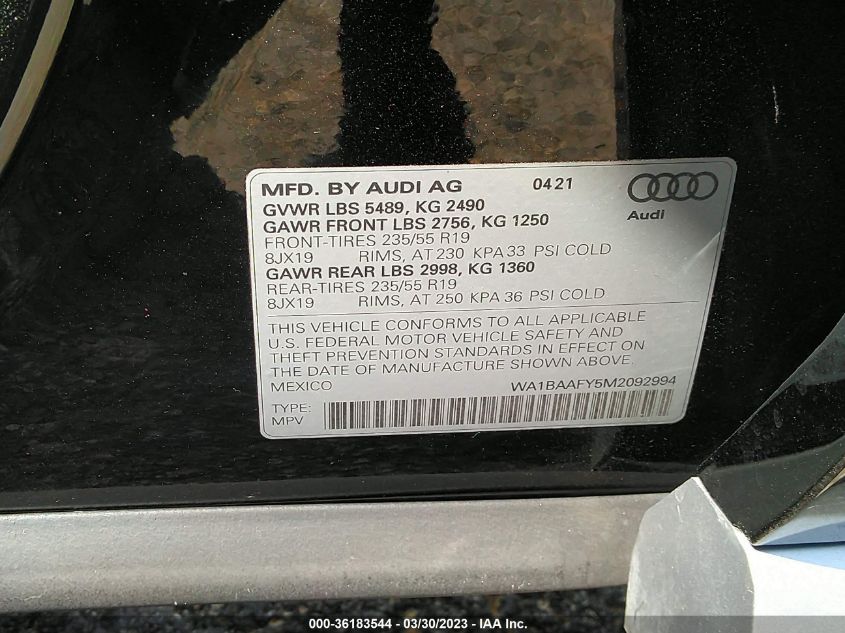 MFD. BY AUDI AG 0421
GVWR LBS 5489, KG 2490
GAWR FRONT LBS 2756, KG 1250
Audi
FRONT-TIRES 235/55 R19
8JX19 RIMS, AT 230 KPA 33 PSI COLD
GAWR REAR LBS 2998, KG 1360
REAR-TIRES 235/55 R19
8JX19 RIMS, AT 250 KPA 36 PSI COLD
THIS VEHICLE CONFORMS TO ALL APPLICABLE
U.S. FEDERAL MOTOR VEHICLE SAFETY AND
THEFT PREVENTION STANDARDS IN EFFECT ON
THE DATE OF MANUFACTURE SHOWN ABOVE.
MEXICO WA1BAAFY5M2092994
TYPE:
MPV
000-36183544 — 03/30/2023 — IAA Inc.